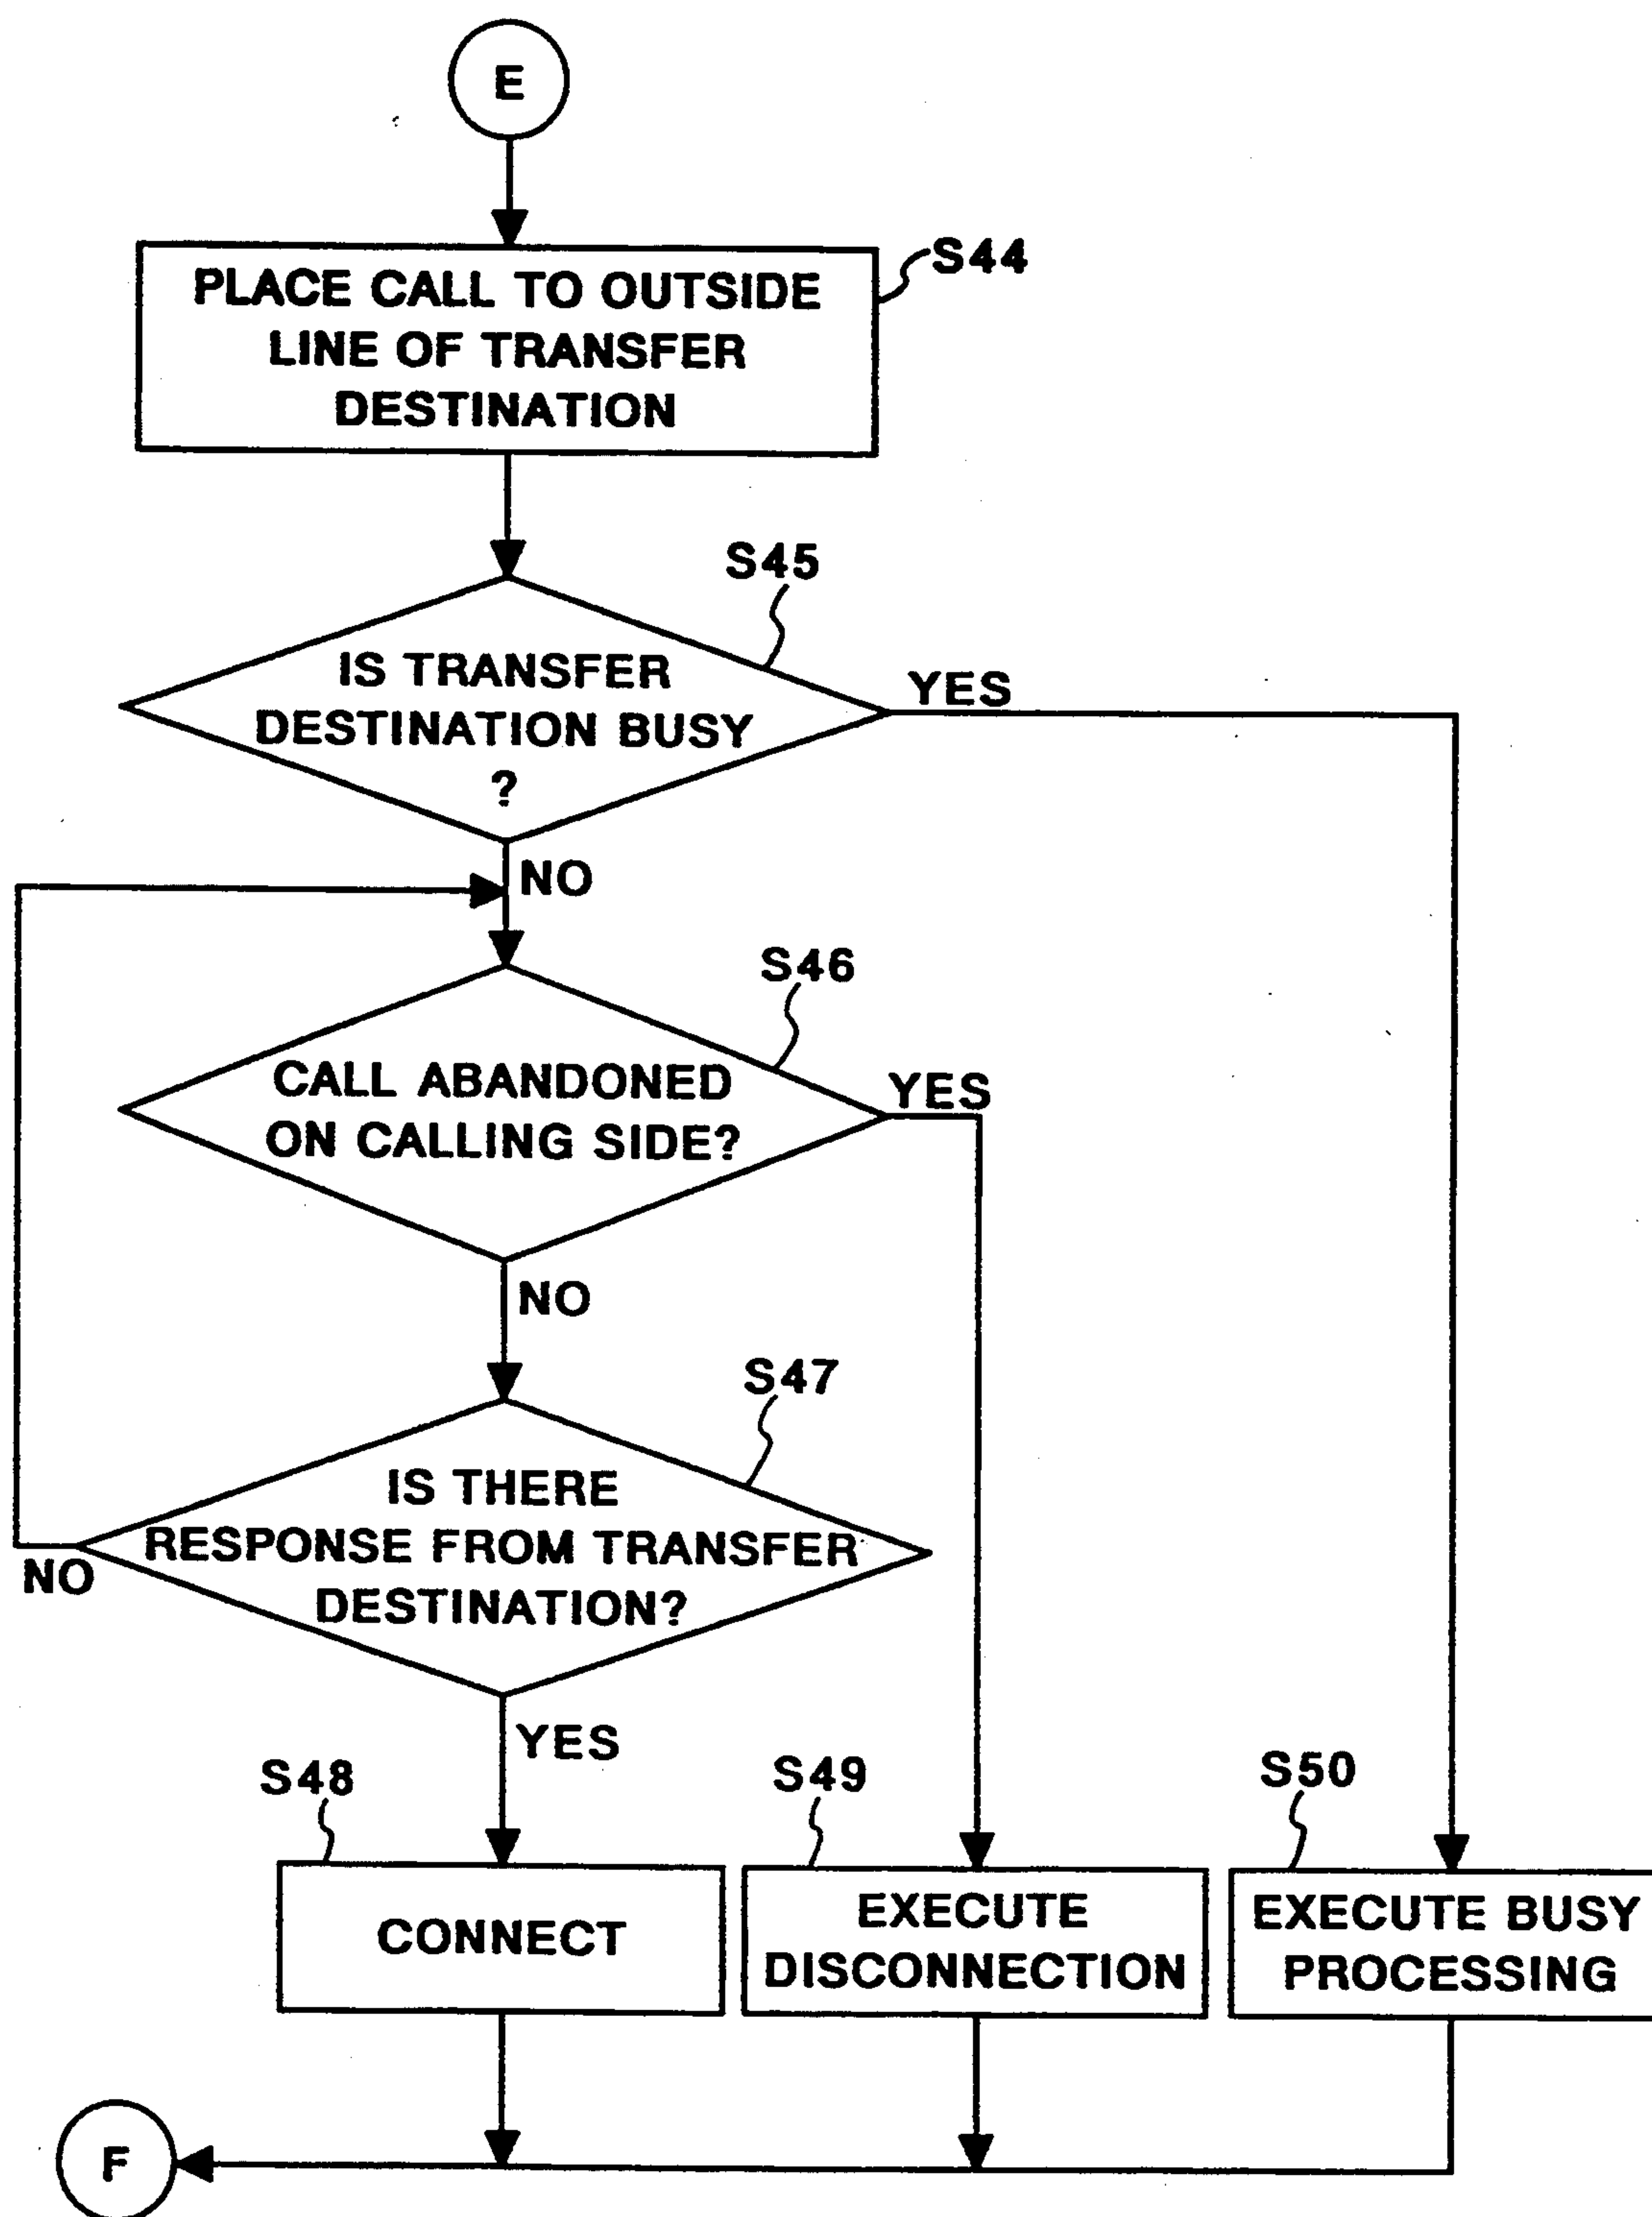 E
PLACE CALL TO OUTSIDE
LINE OF TRANSFER
DESTINATION
S44
S45
IS TRANSFER
DESTINATION BUSY
?
YES
NO
S46
CALL ABANDONED
ON CALLING SIDE?
YES
NO
S47
IS THERE
RESPONSE FROM TRANSFER
DESTINATION?
NO
YES
S48
CONNECT
S49
EXECUTE
DISCONNECTION
S50
EXECUTE BUSY
PROCESSING
F